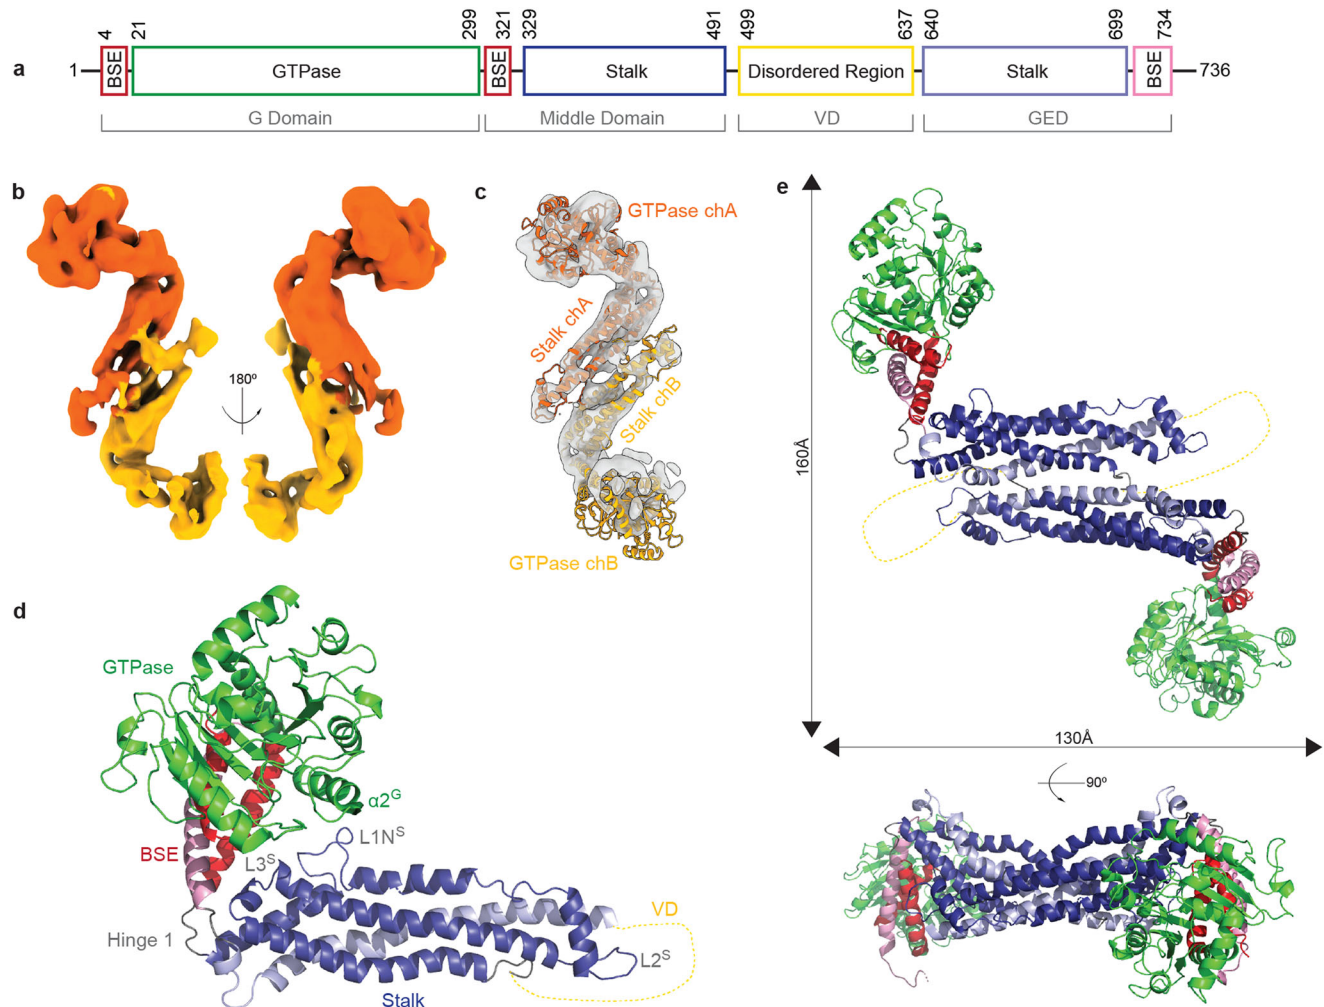 4 21 299 321 329 491 499 637 640 699 734
a 1 BSE GTPase BSE Stalk Disordered Region Stalk BSE 736
G Domain Middle Domain VD GED
b
180º
c
GTPase chA
Stalk chA
Stalk chB
GTPase chB
d
GTPase
α2ᴳ
BSE
L1Nˢ
L3ˢ
Hinge 1
VD
L2ˢ
Stalk
e
160Å
130Å
90º